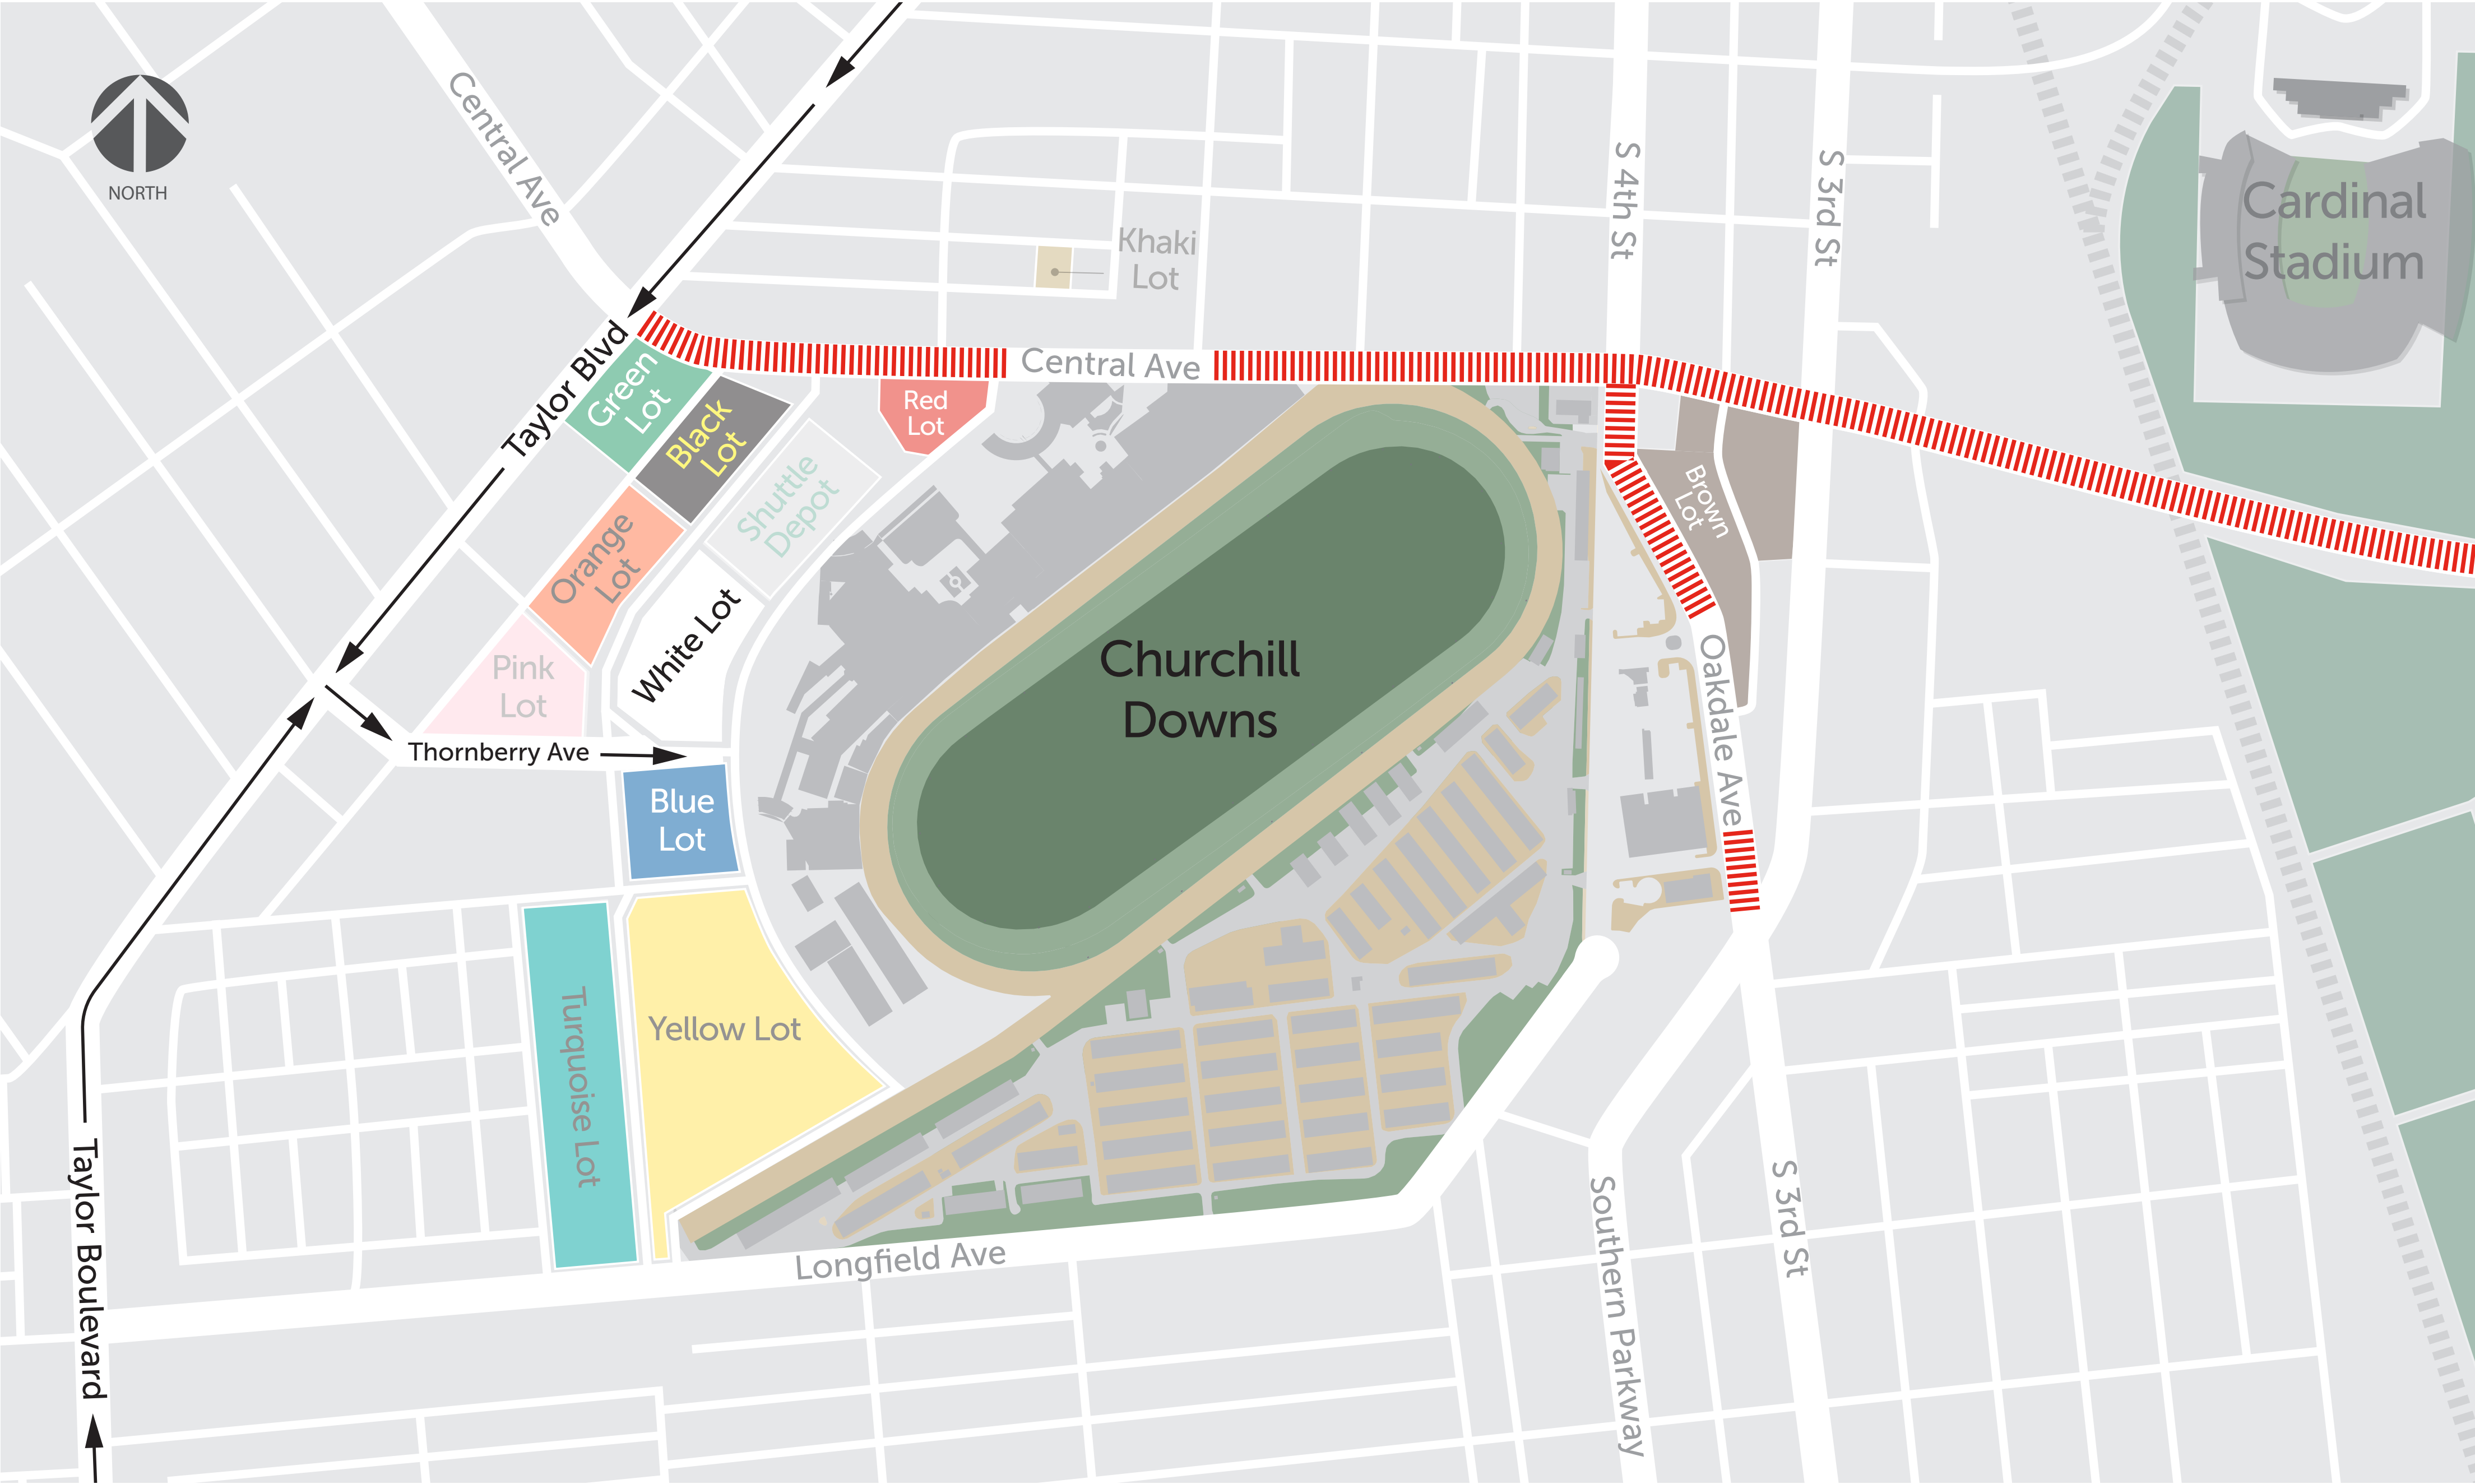 NORTH
Central Ave
S 4th St
S 3rd St
Cardinal
Stadium
Khaki
Lot
Taylor Blvd
Green
Lot
Central Ave
Red
Lot
Black
Lot
Shuttle
Depot
Brown
Lot
Orange
Lot
White Lot
Pink
Lot
Churchill
Downs
Oakdale Ave
Thornberry Ave
Blue
Lot
Turquoise Lot
Yellow Lot
Taylor Boulevard
Longfield Ave
Southern Parkway
S 3rd St